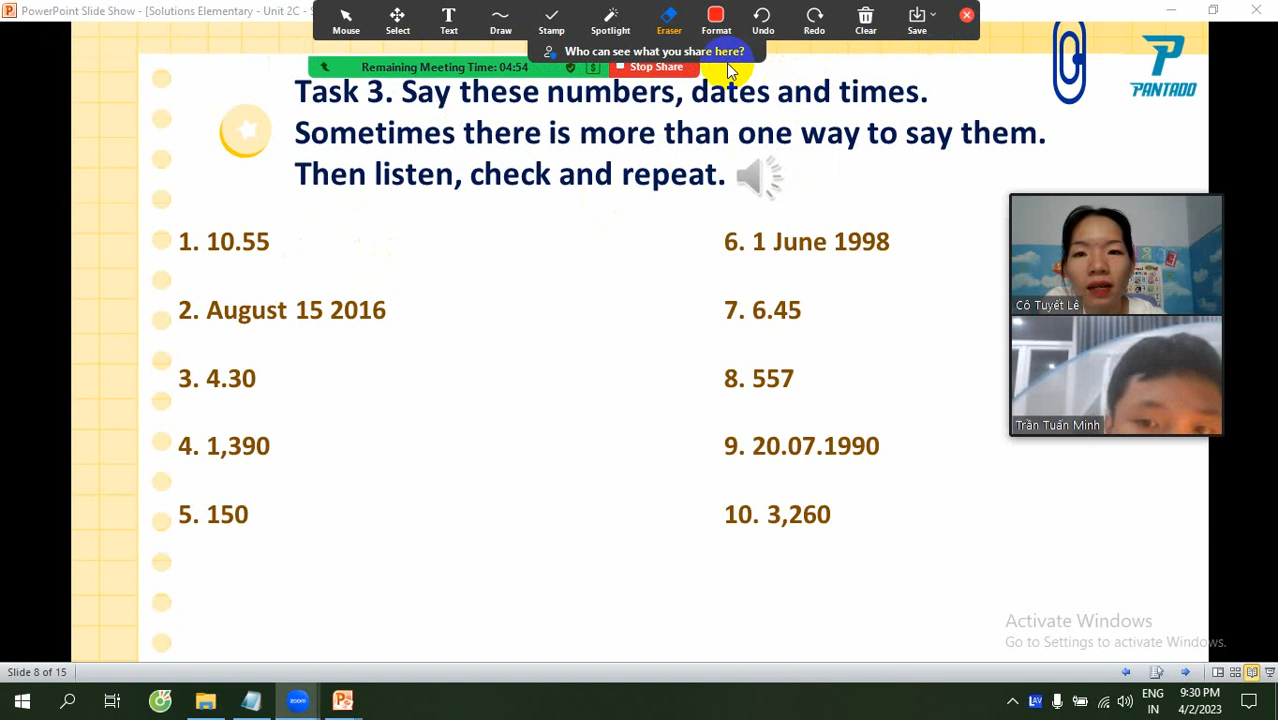 PowerPoint Slide Show - [Solutions Elementary - Unit 2C - S
Mouse
Select
Text
Draw
Stamp
Spotlight
Eraser
Format
Undo
Redo
Clear
Save
Who can see what you share here?
Remaining Meeting Time: 04:54
Stop Share
Task 3. Say these numbers, dates and times.
Sometimes there is more than one way to say them.
Then listen, check and repeat.
PANTADO
1. 10.55
2. August 15 2016
3. 4.30
4. 1,390
5. 150
6. 1 June 1998
7. 6.45
8. 557
9. 20.07.1990
10. 3,260
Cô Tuyết Lê
Trần Tuấn Minh
Activate Windows
Go to Settings to activate Windows.
Slide 8 of 15
zoom
LAV
ENG
IN
9:30 PM
4/2/2023